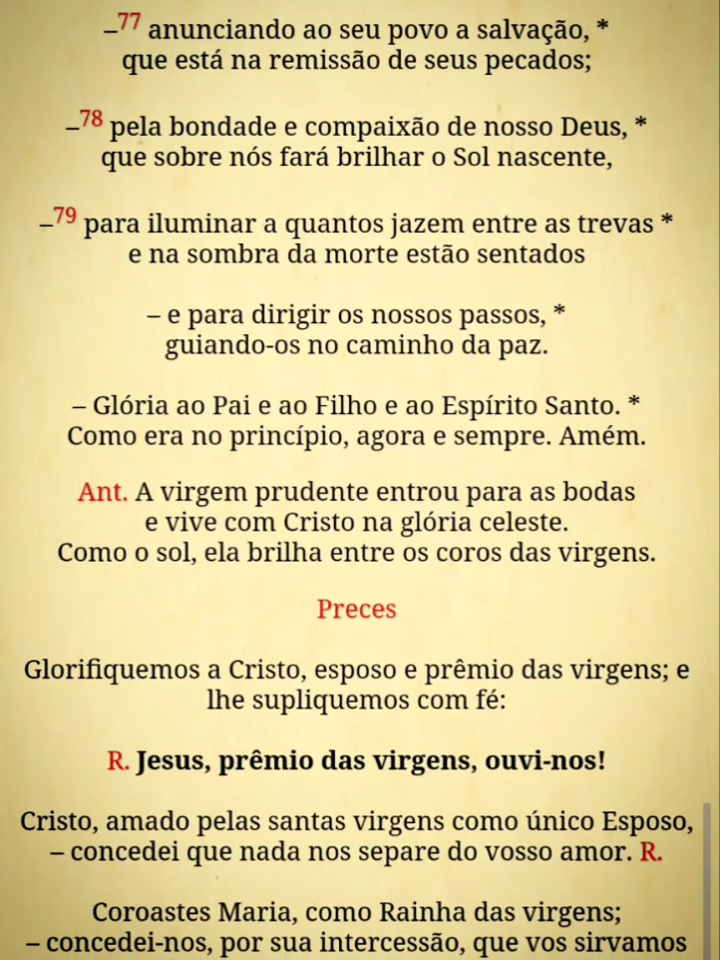 –77 anunciando ao seu povo a salvação, *
que está na remissão de seus pecados;
–78 pela bondade e compaixão de nosso Deus, *
que sobre nós fará brilhar o Sol nascente,
–79 para iluminar a quantos jazem entre as trevas *
e na sombra da morte estão sentados
– e para dirigir os nossos passos, *
guiando-os no caminho da paz.
– Glória ao Pai e ao Filho e ao Espírito Santo. *
Como era no princípio, agora e sempre. Amém.
Ant. A virgem prudente entrou para as bodas
e vive com Cristo na glória celeste.
Como o sol, ela brilha entre os coros das virgens.
Preces
Glorifiquemos a Cristo, esposo e prêmio das virgens; e
lhe supliquemos com fé:
R. Jesus, prêmio das virgens, ouvi-nos!
Cristo, amado pelas santas virgens como único Esposo,
– concedei que nada nos separe do vosso amor. R.
Coroastes Maria, como Rainha das virgens;
– concedei-nos, por sua intercessão, que vos sirvamos